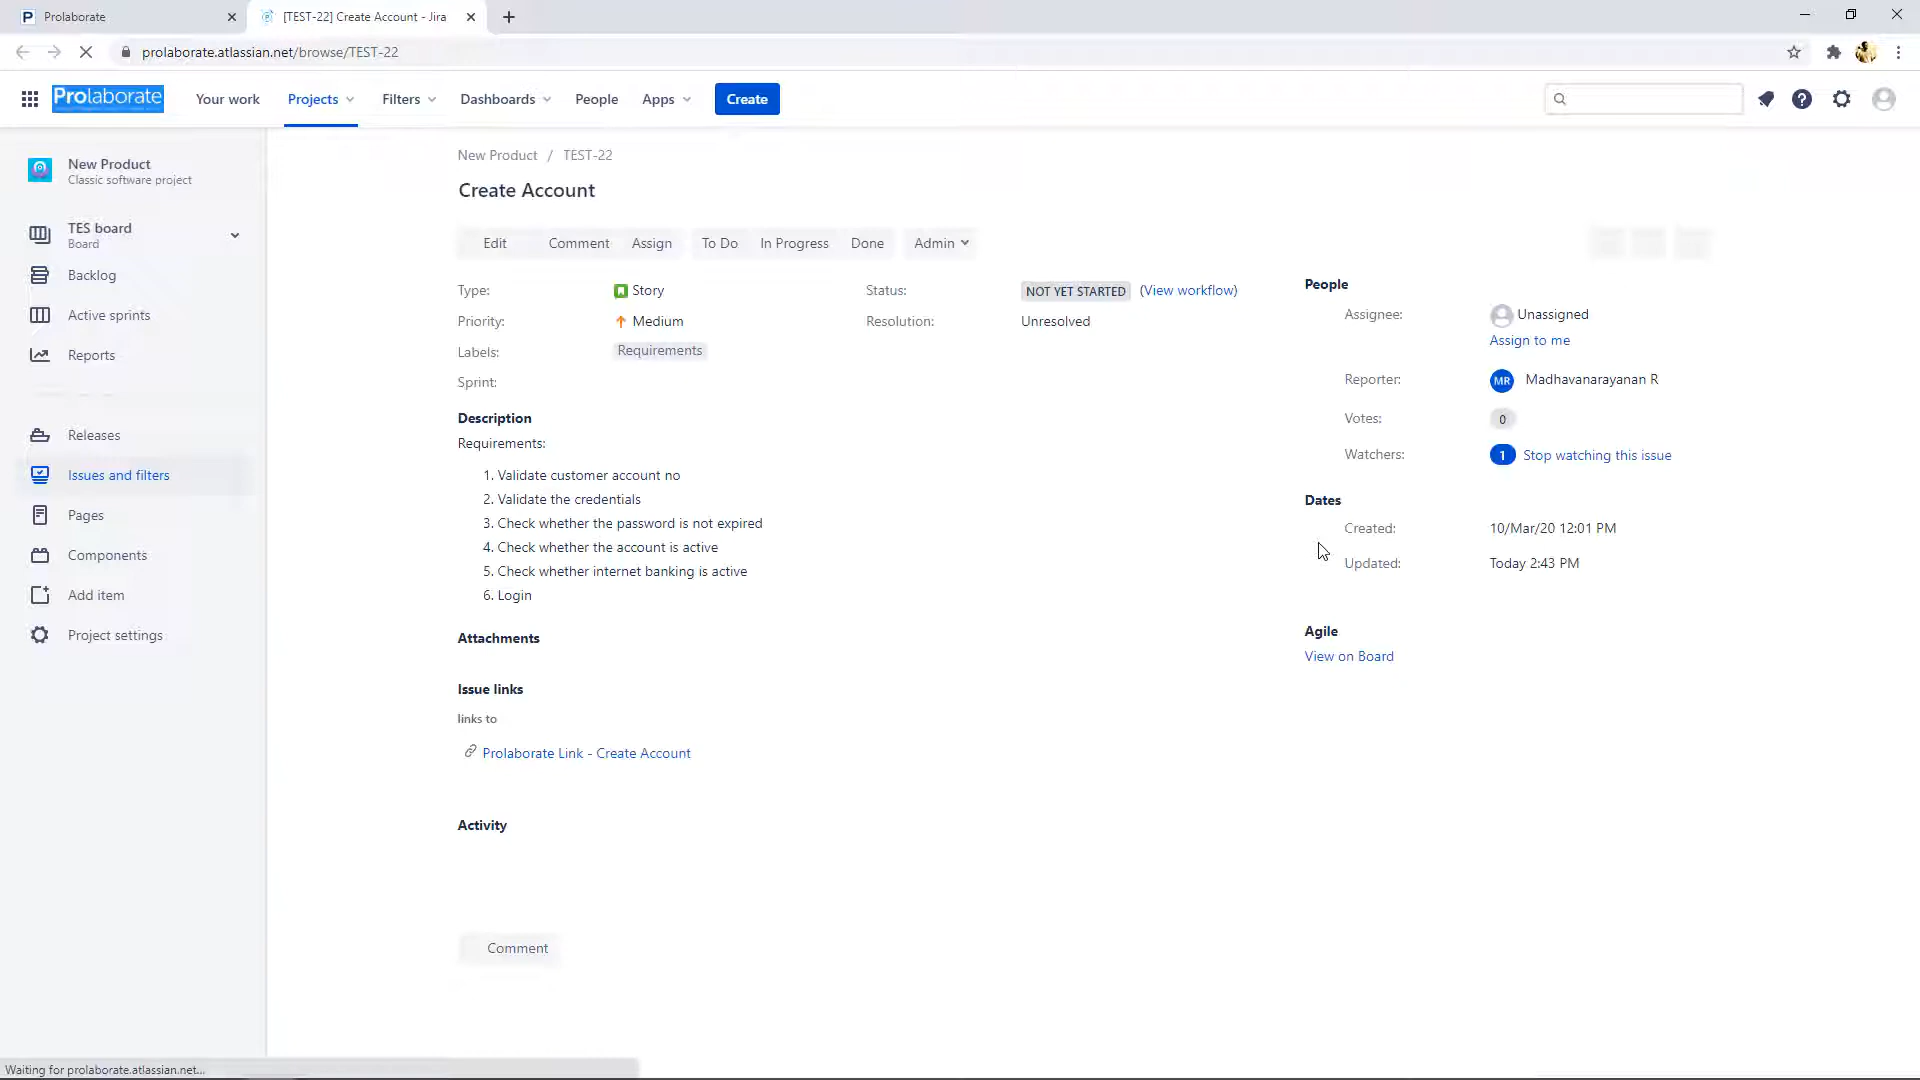 Prolaborate
[TEST-22] Create Account - Jira
prolaborate.atlassian.net/browse/TEST-22
Prolaborate
Your work
Projects
Filters
Dashboards
People
Apps
Create
New Product
Classic software project
TES board
Board
Backlog
Active sprints
Reports
Releases
Issues and filters
Pages
Components
Add item
Project settings
New Product / TEST-22
Create Account
Edit
Comment
Assign
To Do
In Progress
Done
Admin
Type:
Story
Status:
NOT YET STARTED (View workflow)
Priority:
Medium
Resolution:
Unresolved
Labels:
Requirements
Sprint:
Description
Requirements:
1. Validate customer account no
2. Validate the credentials
3. Check whether the password is not expired
4. Check whether the account is active
5. Check whether internet banking is active
6. Login
Attachments
Issue links
links to
Prolaborate Link - Create Account
Activity
Comment
People
Assignee:
Unassigned
Assign to me
Reporter:
MR Madhavanarayanan R
Votes:
0
Watchers:
1 Stop watching this issue
Dates
Created:
10/Mar/20 12:01 PM
Updated:
Today 2:43 PM
Agile
View on Board
Waiting for prolaborate.atlassian.net...